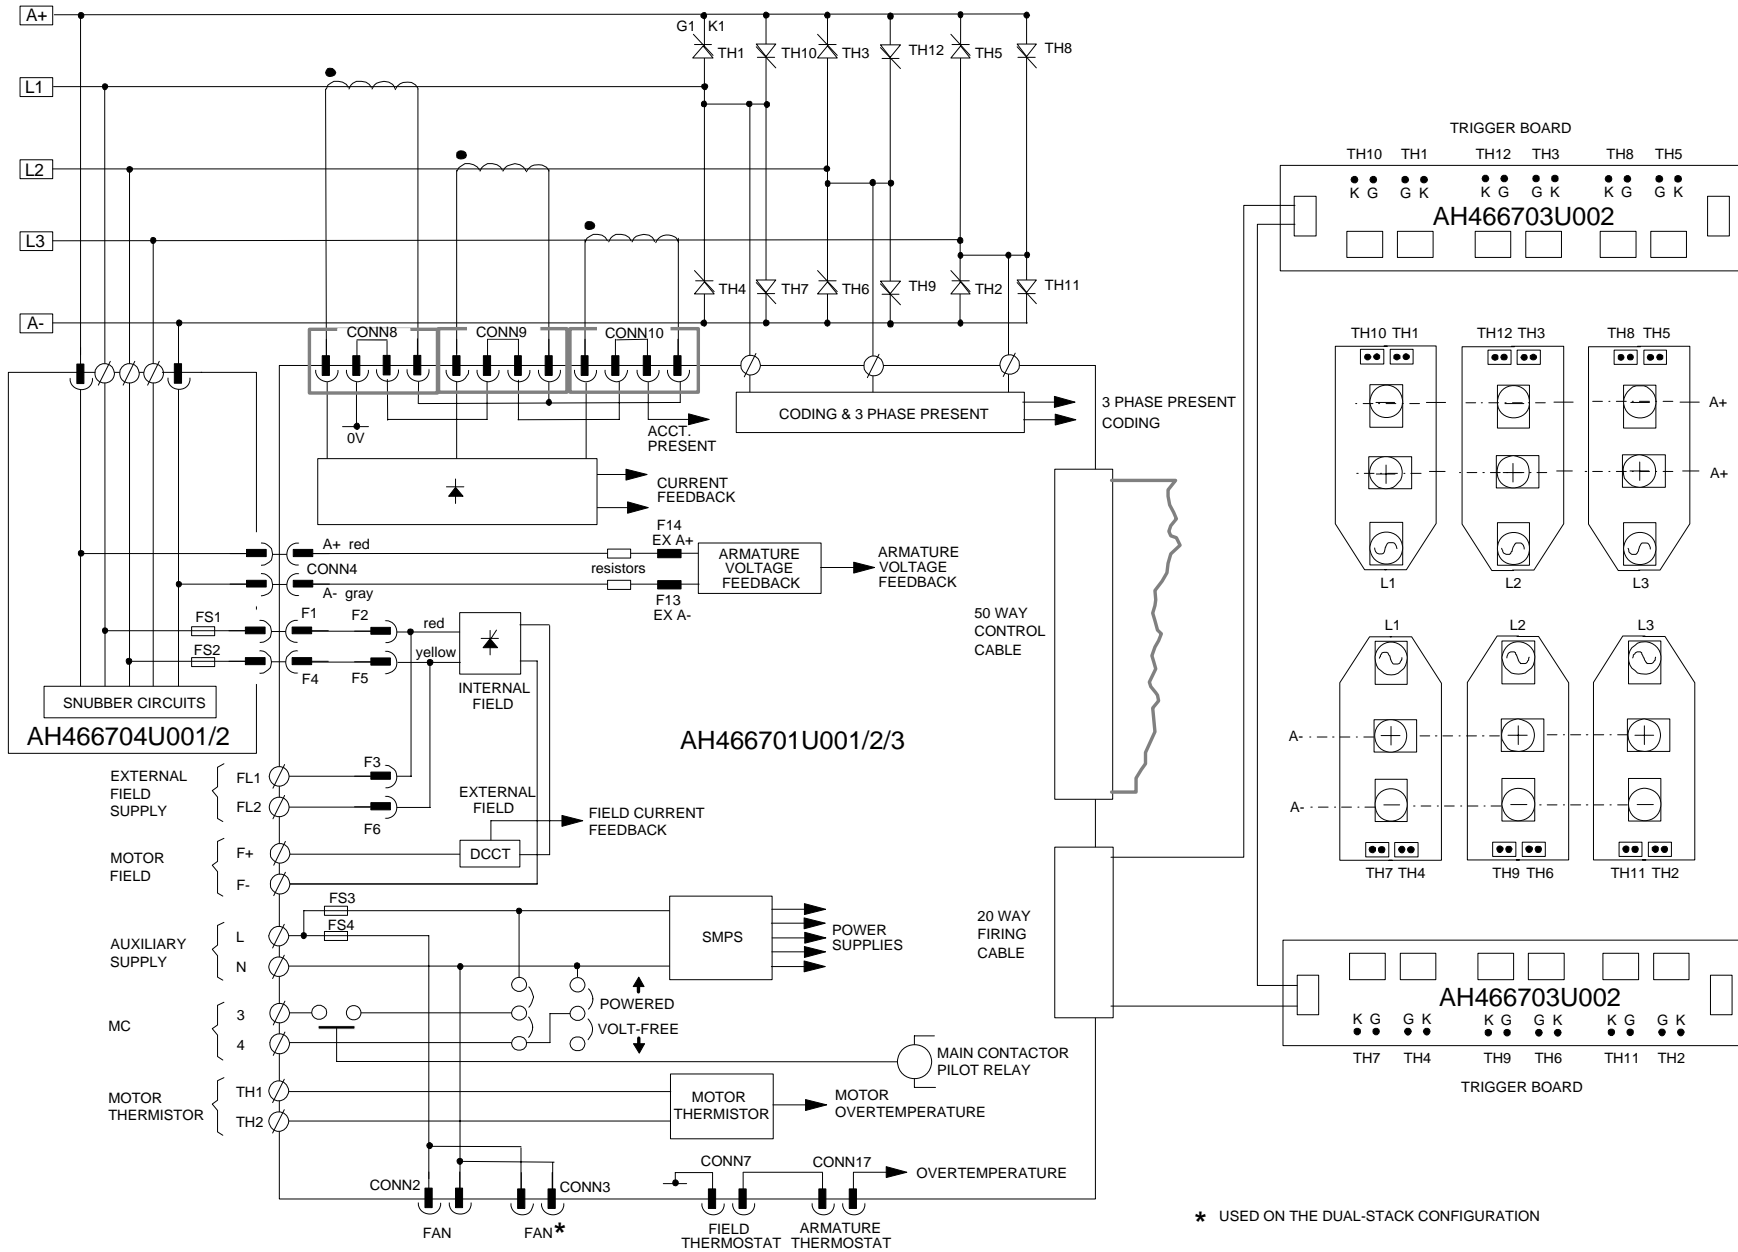 A+
G1 K1
TH1 TH10 TH3 TH12 TH5 TH8
L1
L2
L3
TH4 TH7 TH6 TH9 TH2 TH11
A-
CONN8 CONN9 CONN10
0V
ACCT.
PRESENT
CODING & 3 PHASE PRESENT
3 PHASE PRESENT
CODING
CURRENT
FEEDBACK
A+ red
CONN4
A- gray
resistors
F14
EX A+
F13
EX A-
ARMATURE
VOLTAGE
FEEDBACK
ARMATURE
VOLTAGE
FEEDBACK
FS1 F1 F2 red
FS2 F4 F5 yellow
INTERNAL
FIELD
SNUBBER CIRCUITS
AH466704U001/2
AH466701U001/2/3
50 WAY
CONTROL
CABLE
EXTERNAL
FIELD
SUPPLY
FL1
FL2
F3
F6
EXTERNAL
FIELD
FIELD CURRENT
FEEDBACK
DCCT
MOTOR
FIELD
F+
F-
FS3
FS4
AUXILIARY
SUPPLY
L
N
SMPS
POWER
SUPPLIES
20 WAY
FIRING
CABLE
MC
3
4
POWERED
VOLT-FREE
MAIN CONTACTOR
PILOT RELAY
MOTOR
THERMISTOR
TH1
TH2
MOTOR
THERMISTOR
MOTOR
OVERTEMPERATURE
CONN2 CONN3
FAN FAN*
CONN7 CONN17
OVERTEMPERATURE
FIELD
THERMOSTAT
ARMATURE
THERMOSTAT
TRIGGER BOARD
TH10 TH1 TH12 TH3 TH8 TH5
K G G K K G G K K G G K
AH466703U002
TH10 TH1 TH12 TH3 TH8 TH5
A+
A+
L1 L2 L3
L1 L2 L3
A-
A-
TH7 TH4 TH9 TH6 TH11 TH2
AH466703U002
K G G K K G G K K G G K
TH7 TH4 TH9 TH6 TH11 TH2
TRIGGER BOARD
* USED ON THE DUAL-STACK CONFIGURATION